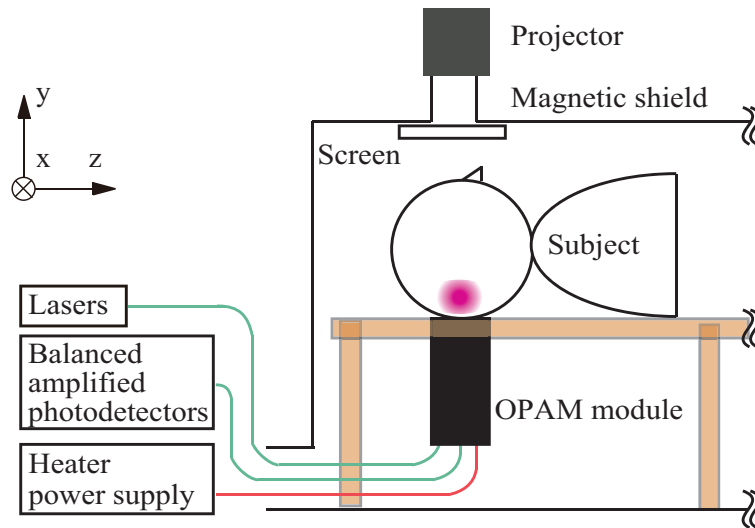 Projector
Magnetic shield
y
x
z
Screen
Subject
Lasers
Balanced
amplified
photodetectors
OPAM module
Heater
power supply